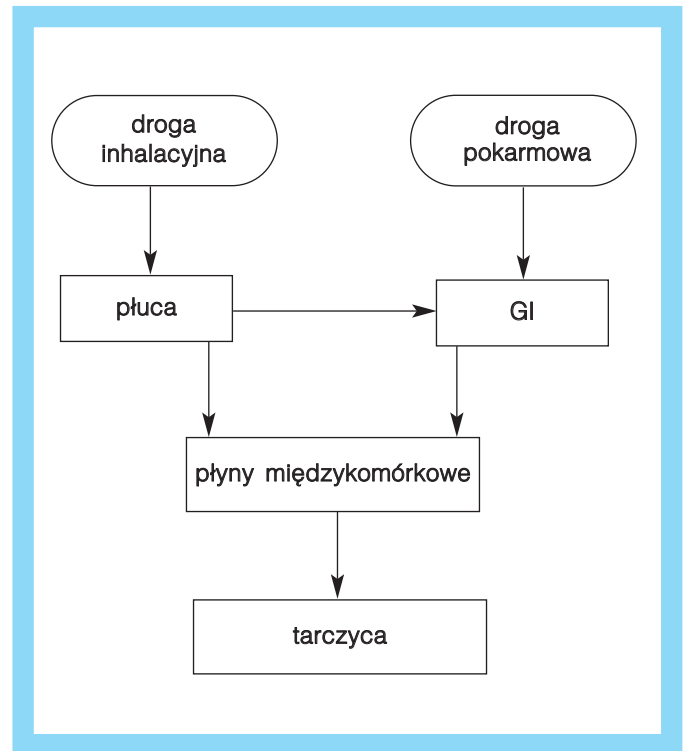 droga
inhalacyjna
droga
pokarmowa
płuca
GI
płyny międzykomórkowe
tarczyca